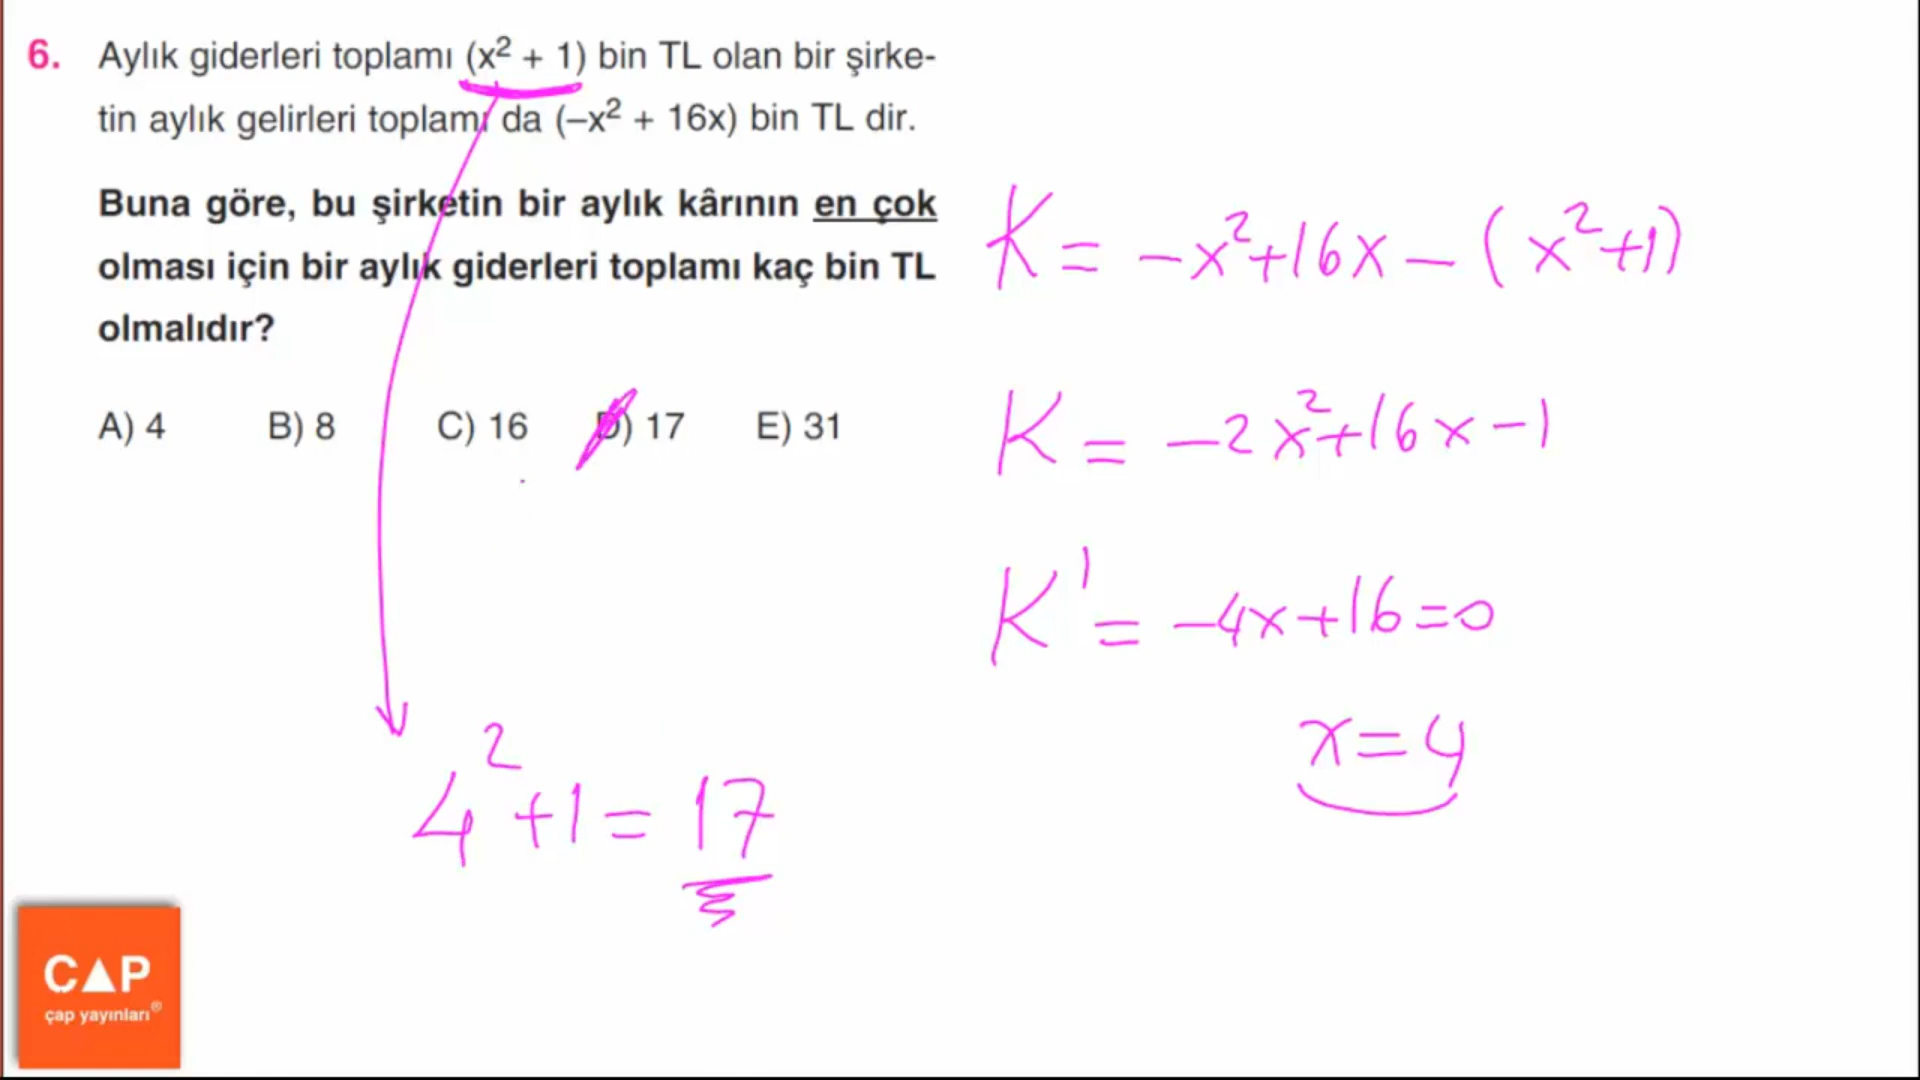 6. Aylık giderleri toplamı (x² + 1) bin TL olan bir şirke-
tin aylık gelirleri toplamı da (–x² + 16x) bin TL dir.
Buna göre, bu şirketin bir aylık kârının en çok
olması için bir aylık giderleri toplamı kaç bin TL
olmalıdır?
A) 4 B) 8 C) 16 D) 17 E) 31
K = -x²+16x-(x²+1)
K = -2x²+16x-1
K' = -4x+16=0
x=4
4²+1=17
ÇAP
çap yayınları®